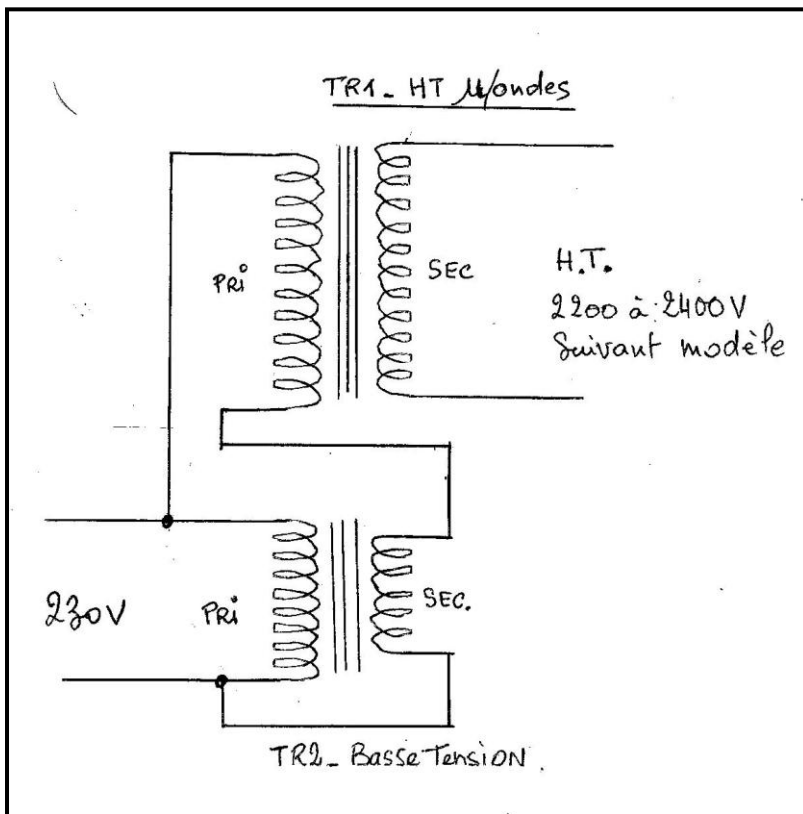 TR1_ HT µ/ondes
PRi
SEC
H.T.
2200 à 2400V
Suivant modèle
230V
PRi
SEC.
TR2_ Basse Tension.